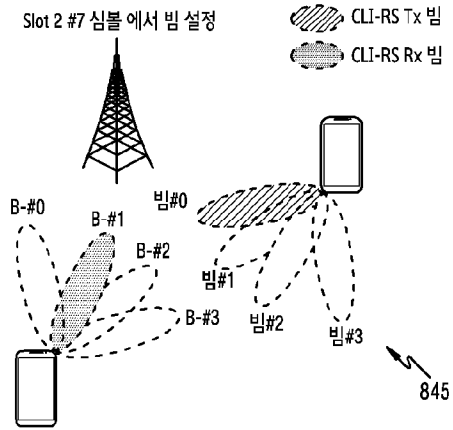 Slot 2 #7 심볼 에서 빔 설정
CLI-RS Tx 빔
CLI-RS Rx 빔
빔#0
B-#0
B-#1
B-#2
빔#1
B-#3
빔#2
빔#3
845